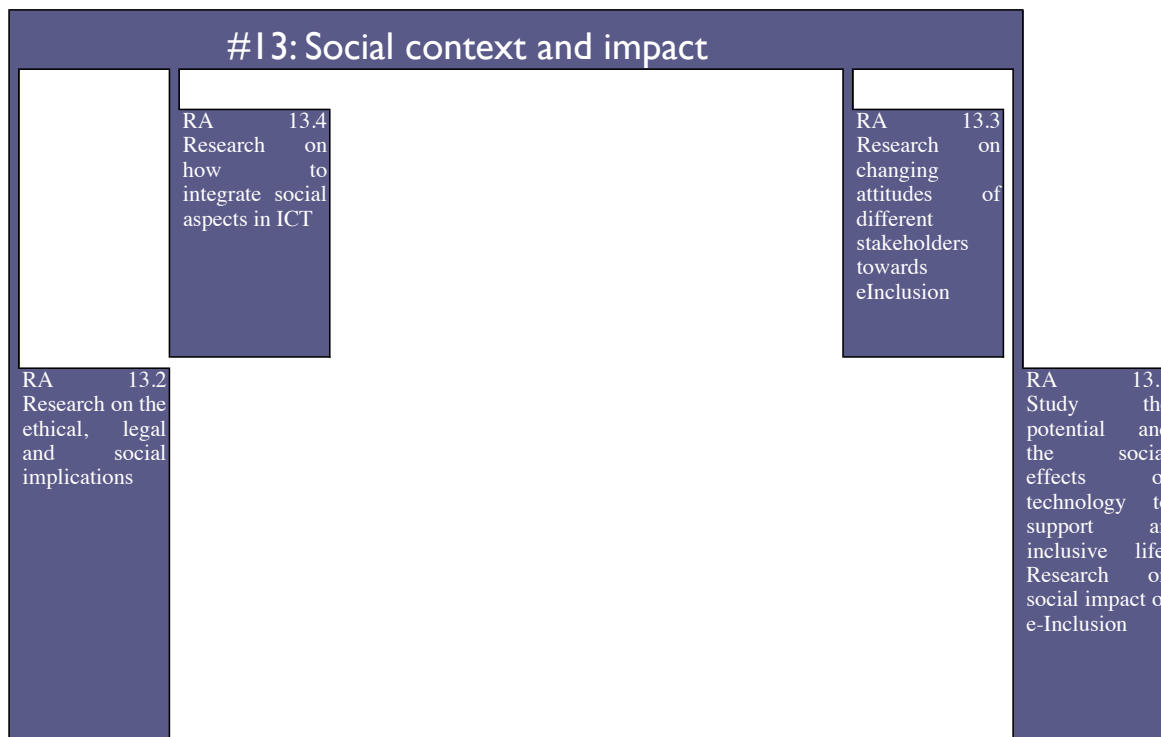 #13: Social context and impact
RA 13.4
Research on
how to
integrate social
aspects in ICT
RA 13.3
Research on
changing
attitudes of
different
stakeholders
towards
eInclusion
RA 13.2
Research on the
ethical, legal
and social
implications
RA 13.
Study
potential
the
effects
technology
support
inclusive life
Research
social impact
e-Inclusion